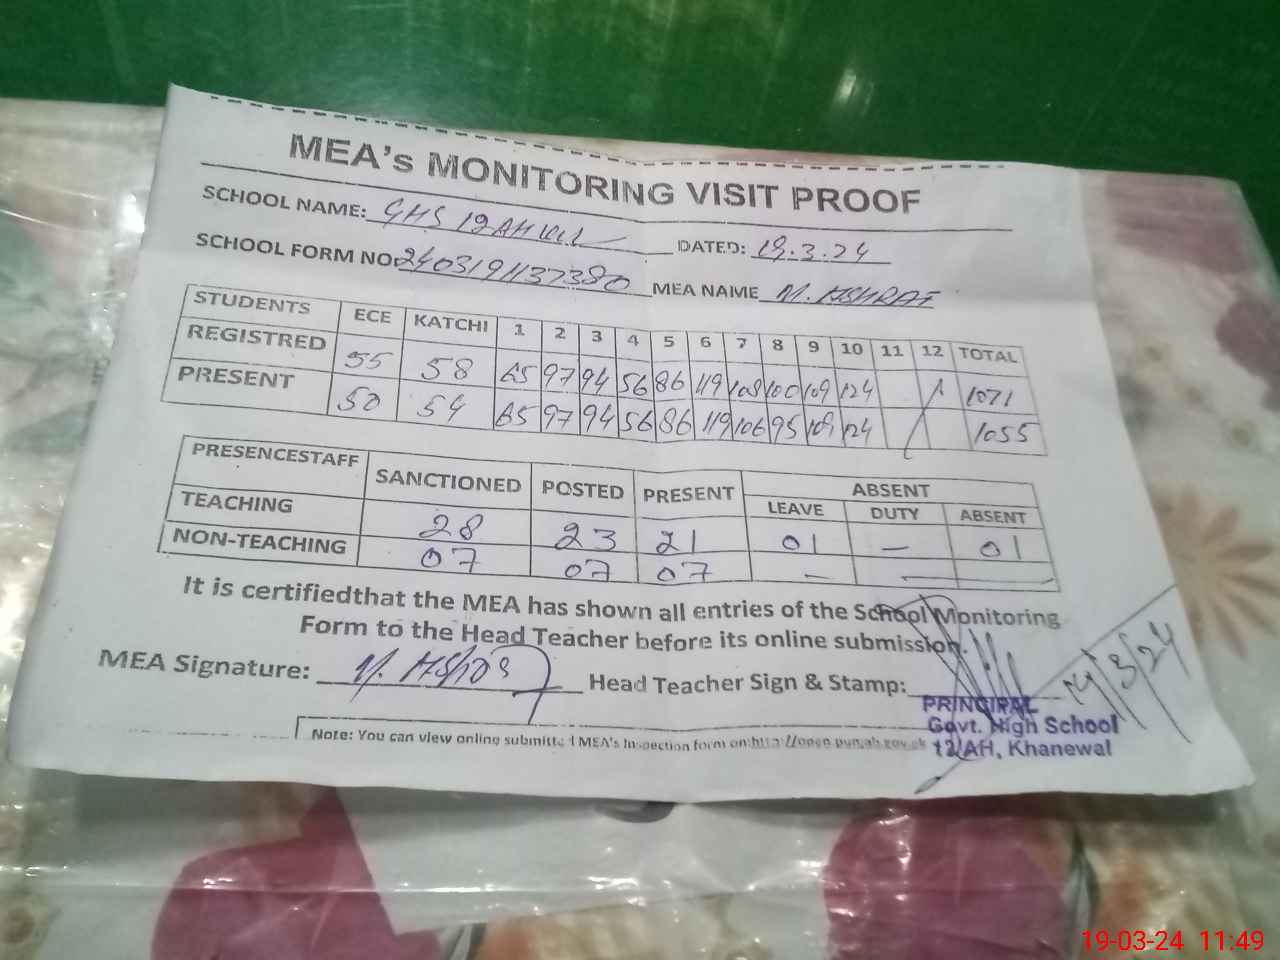 MEA's MONITORING VISIT PROOF
SCHOOL NAME: GHS 12AH DATED: 19.3.24
SCHOOL FORM NO: 2403191137380 MEA NAME M. ASHRAF
STUDENTS ECE KATCHI 1 2 3 4 5 6 7 8 9 10 11 12 TOTAL
REGISTRED 55 58 65 97 94 56 86 119 108 100 109 124 1071
PRESENT 50 54 65 97 94 56 86 119 106 95 109 124 1055
PRESENCESTAFF SANCTIONED POSTED PRESENT ABSENT
LEAVE DUTY ABSENT
TEACHING 28 23 21 01 — 01
NON-TEACHING 07 07 07 — —
It is certifiedthat the MEA has shown all entries of the School Monitoring
Form to the Head Teacher before its online submission.
MEA Signature: Head Teacher Sign & Stamp:
PRINCIPAL
Govt. High School
12/AH, Khanewal
Note: You can view online submitted MEA's Inspection form on:http://open.punjab.gov.pk
19-03-24 11:49